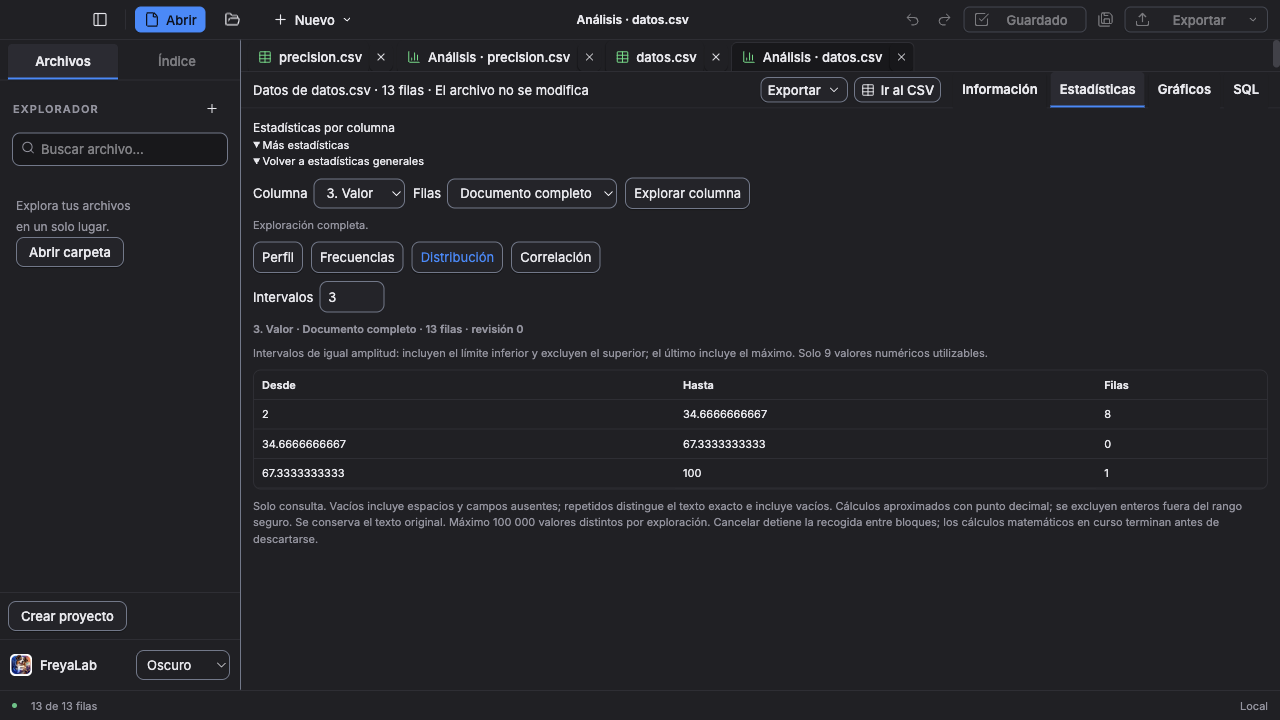 Abrir
Nuevo
Análisis · datos.csv
Guardado
Exportar
Archivos
Índice
precision.csv
Análisis · precision.csv
datos.csv
Análisis · datos.csv
EXPLORADOR
Buscar archivo...
Explora tus archivos
en un solo lugar.
Abrir carpeta
Crear proyecto
FreyaLab
Oscuro
Datos de datos.csv · 13 filas · El archivo no se modifica
Exportar
Ir al CSV
Información
Estadísticas
Gráficos
SQL
Estadísticas por columna
Más estadísticas
Volver a estadísticas generales
Columna 3. Valor Filas Documento completo Explorar columna
Exploración completa.
Perfil Frecuencias Distribución Correlación
Intervalos 3
3. Valor · Documento completo · 13 filas · revisión 0
Intervalos de igual amplitud: incluyen el límite inferior y excluyen el superior; el último incluye el máximo. Solo 9 valores numéricos utilizables.
Desde Hasta Filas
2 34.6666666667 8
34.6666666667 67.3333333333 0
67.3333333333 100 1
Solo consulta. Vacíos incluye espacios y campos ausentes; repetidos distingue el texto exacto e incluye vacíos. Cálculos aproximados con punto decimal; se excluyen enteros fuera del rango
seguro. Se conserva el texto original. Máximo 100 000 valores distintos por exploración. Cancelar detiene la recogida entre bloques; los cálculos matemáticos en curso terminan antes de
descartarse.
13 de 13 filas
Local